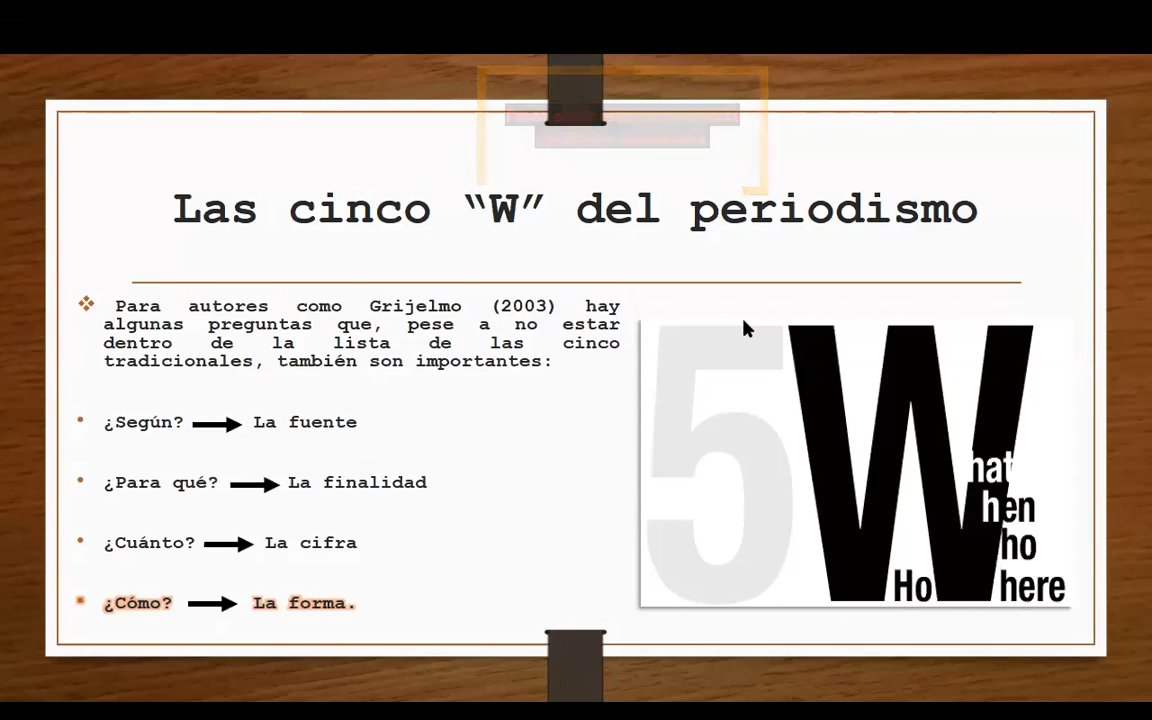 Las cinco “W” del periodismo
Para autores como Grijelmo (2003) hay
algunas preguntas que, pese a no estar
dentro de la lista de las cinco
tradicionales, también son importantes:
¿Según? La fuente
¿Para qué? La finalidad
¿Cuánto? La cifra
¿Cómo? La forma.
5 W
hat
hen
ho
Ho here